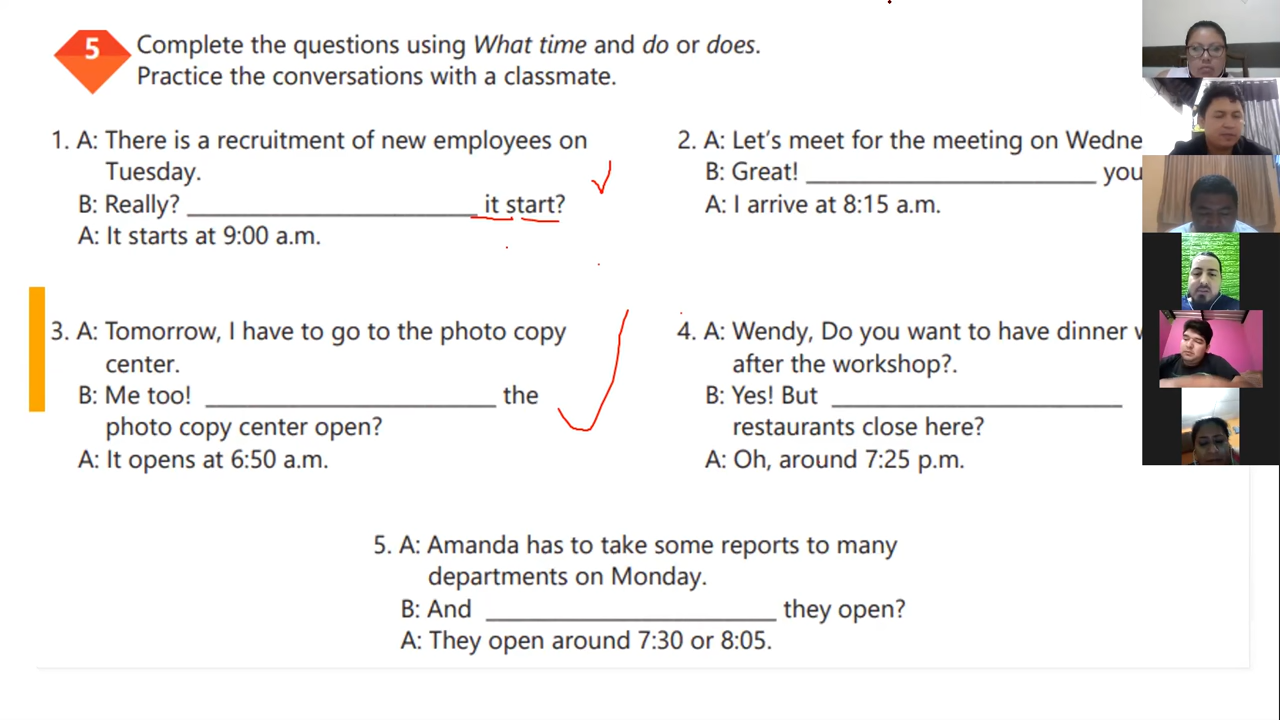 5
Complete the questions using What time and do or does.
Practice the conversations with a classmate.
1. A: There is a recruitment of new employees on
Tuesday.
B: Really? ______________________ it start?
A: It starts at 9:00 a.m.
2. A: Let's meet for the meeting on Wedne
B: Great! ______________________ you
A: I arrive at 8:15 a.m.
3. A: Tomorrow, I have to go to the photo copy
center.
B: Me too! ______________________ the
photo copy center open?
A: It opens at 6:50 a.m.
4. A: Wendy, Do you want to have dinner
after the workshop?.
B: Yes! But ______________________
restaurants close here?
A: Oh, around 7:25 p.m.
5. A: Amanda has to take some reports to many
departments on Monday.
B: And ______________________ they open?
A: They open around 7:30 or 8:05.